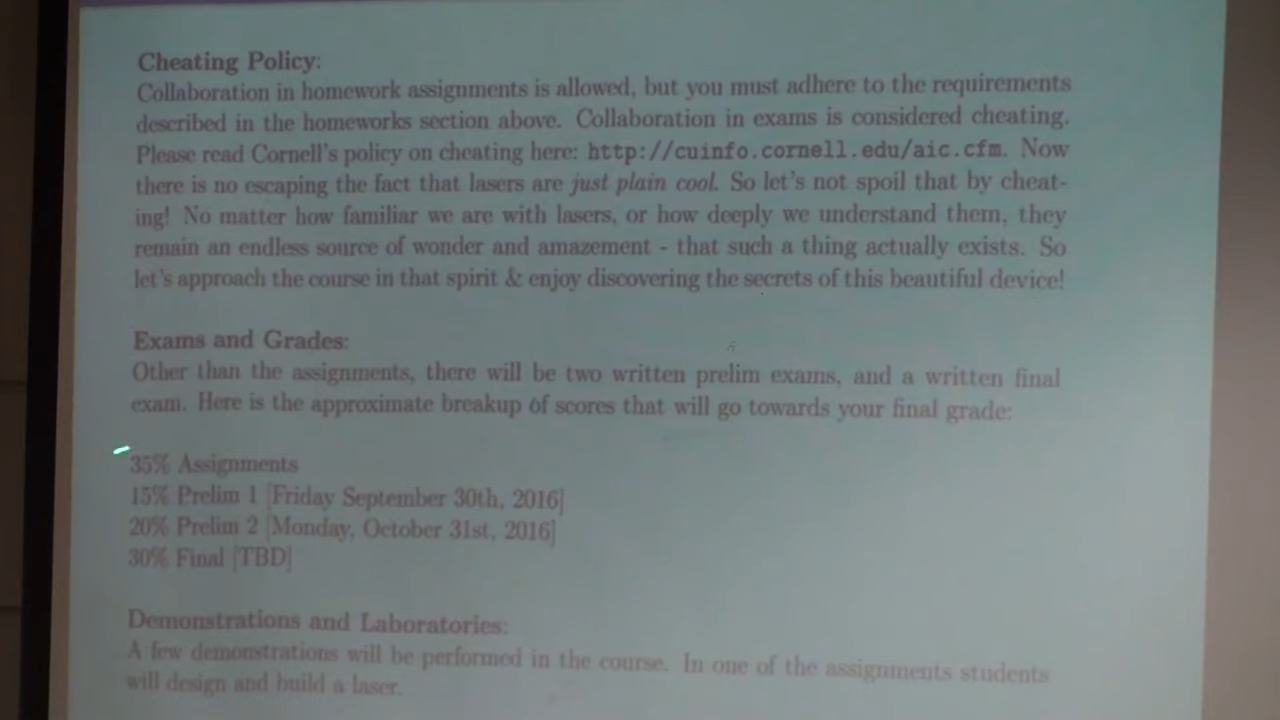 Cheating Policy:
Collaboration in homework assignments is allowed, but you must adhere to the requirements
described in the homeworks section above. Collaboration in exams is considered cheating.
Please read Cornell's policy on cheating here: http://cuinfo.cornell.edu/aic.cfm. Now
there is no escaping the fact that lasers are just plain cool. So let's not spoil that by cheat-
ing! No matter how familiar we are with lasers, or how deeply we understand them, they
remain an endless source of wonder and amazement - that such a thing actually exists. So
let's approach the course in that spirit & enjoy discovering the secrets of this beautiful device!
Exams and Grades:
Other than the assignments, there will be two written prelim exams, and a written final
exam. Here is the approximate breakup of scores that will go towards your final grade:
35% Assignments
15% Prelim 1 [Friday September 30th, 2016]
20% Prelim 2 [Monday, October 31st, 2016]
30% Final [TBD]
Demonstrations and Laboratories:
A few demonstrations will be performed in the course. In one of the assignments students
will design and build a laser.